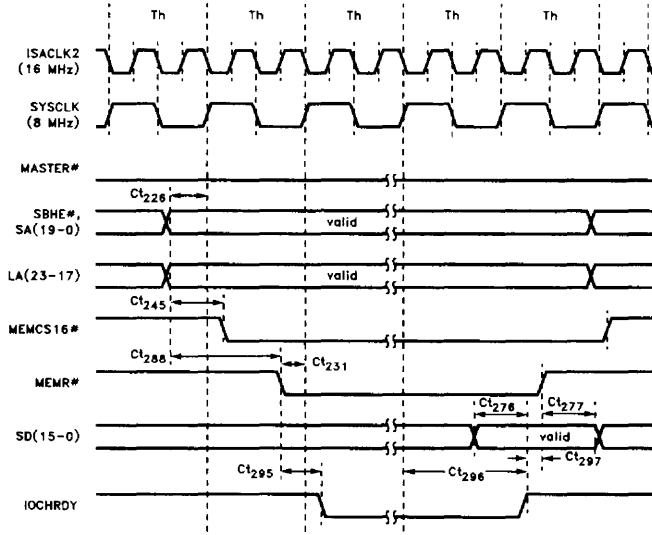 Th Th Th Th Th
ISACLK2
(16 MHz)
SYSCLK
(8 MHz)
MASTER#
Ct226
SBHE#,
SA(19-0)
valid
LA(23-17)
valid
Ct245
MEMCS16#
Ct288
Ct231
MEMR#
Ct276
Ct277
SD(15-0)
valid
Ct297
Ct295
Ct296
IOCHRDY